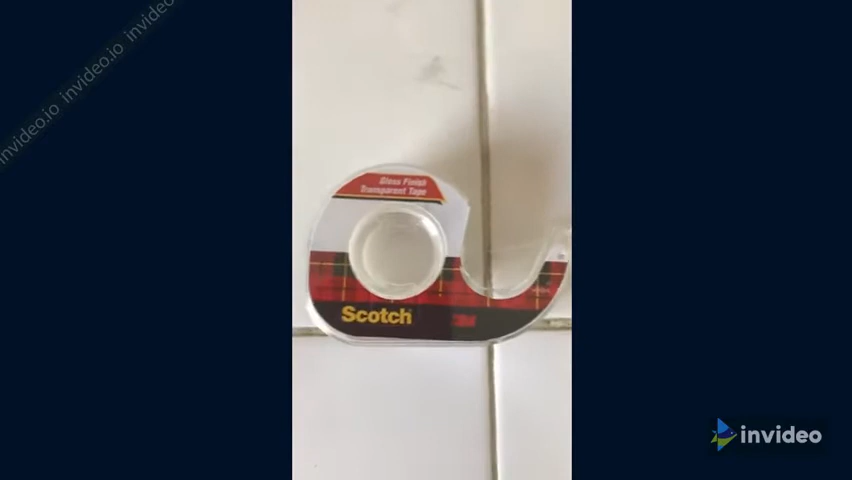 invideo.io invideo.io invideo
Gloss Finish
Transparent Tape
Scotch 3M
invideo